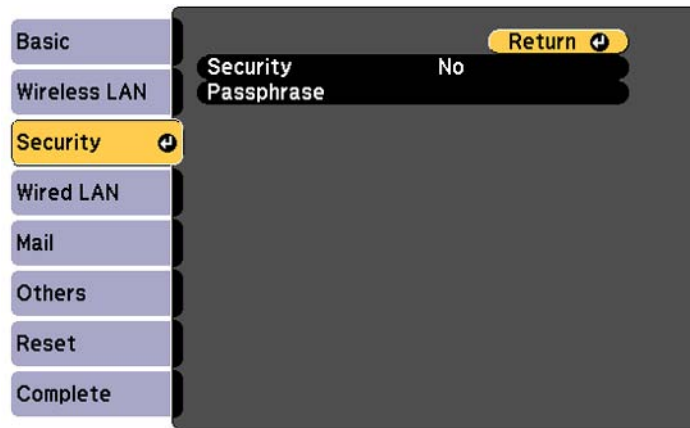 Basic
Wireless LAN
Security
Wired LAN
Mail
Others
Reset
Complete
Return
Security No
Passphrase